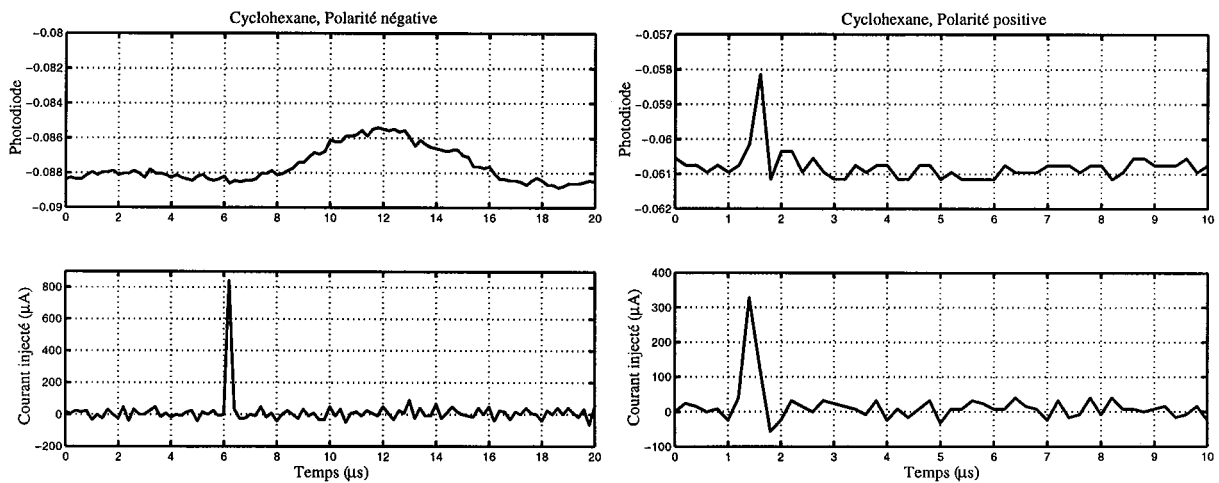 Cyclohexane, Polarité négative
Photodiode
−0.08
−0.082
−0.084
−0.086
−0.088
−0.09
0 2 4 6 8 10 12 14 16 18 20
Courant injecté (μA)
800
600
400
200
0
−200
0 2 4 6 8 10 12 14 16 18 20
Temps (μs)
Cyclohexane, Polarité positive
Photodiode
−0.057
−0.058
−0.059
−0.06
−0.061
−0.062
0 1 2 3 4 5 6 7 8 9 10
Courant injecté (μA)
400
300
200
100
0
−100
0 1 2 3 4 5 6 7 8 9 10
Temps (μs)